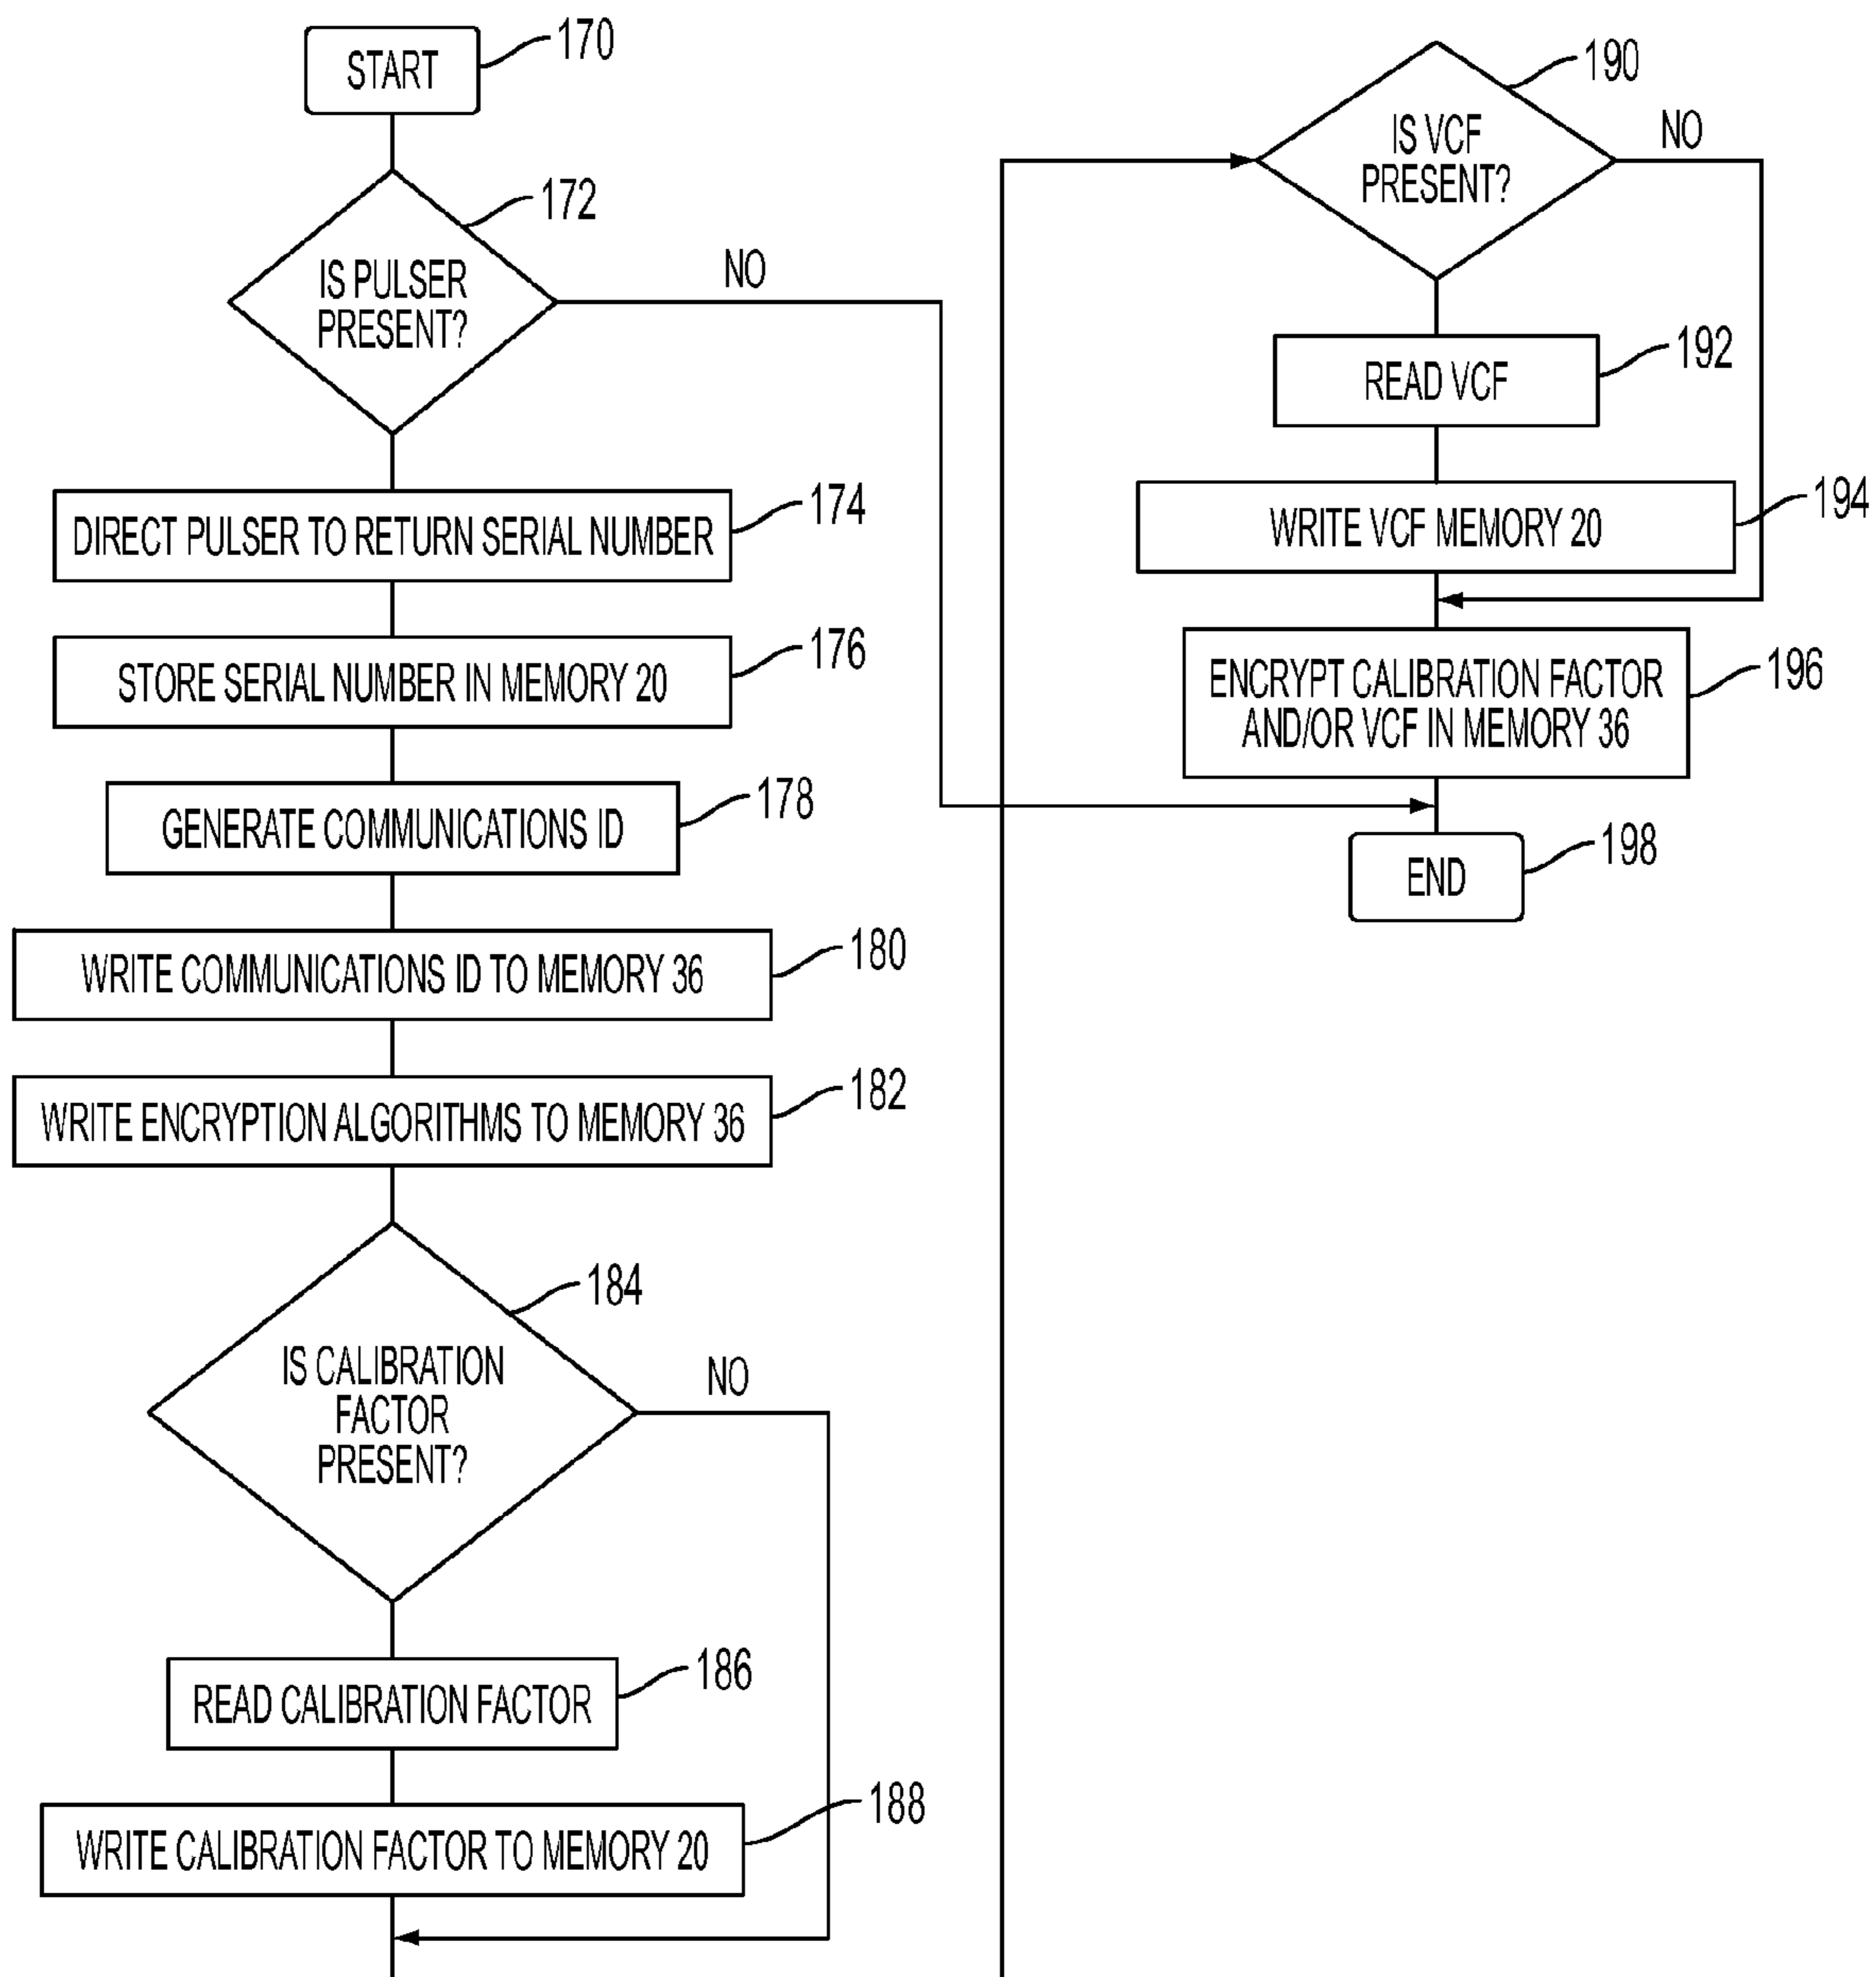 START
170
172
IS PULSER
PRESENT?
NO
DIRECT PULSER TO RETURN SERIAL NUMBER
174
STORE SERIAL NUMBER IN MEMORY 20
176
GENERATE COMMUNICATIONS ID
178
WRITE COMMUNICATIONS ID TO MEMORY 36
180
WRITE ENCRYPTION ALGORITHMS TO MEMORY 36
182
184
IS CALIBRATION
FACTOR
PRESENT?
NO
READ CALIBRATION FACTOR
186
WRITE CALIBRATION FACTOR TO MEMORY 20
188
190
IS VCF
PRESENT?
NO
READ VCF
192
WRITE VCF MEMORY 20
194
ENCRYPT CALIBRATION FACTOR
AND/OR VCF IN MEMORY 36
196
END
198